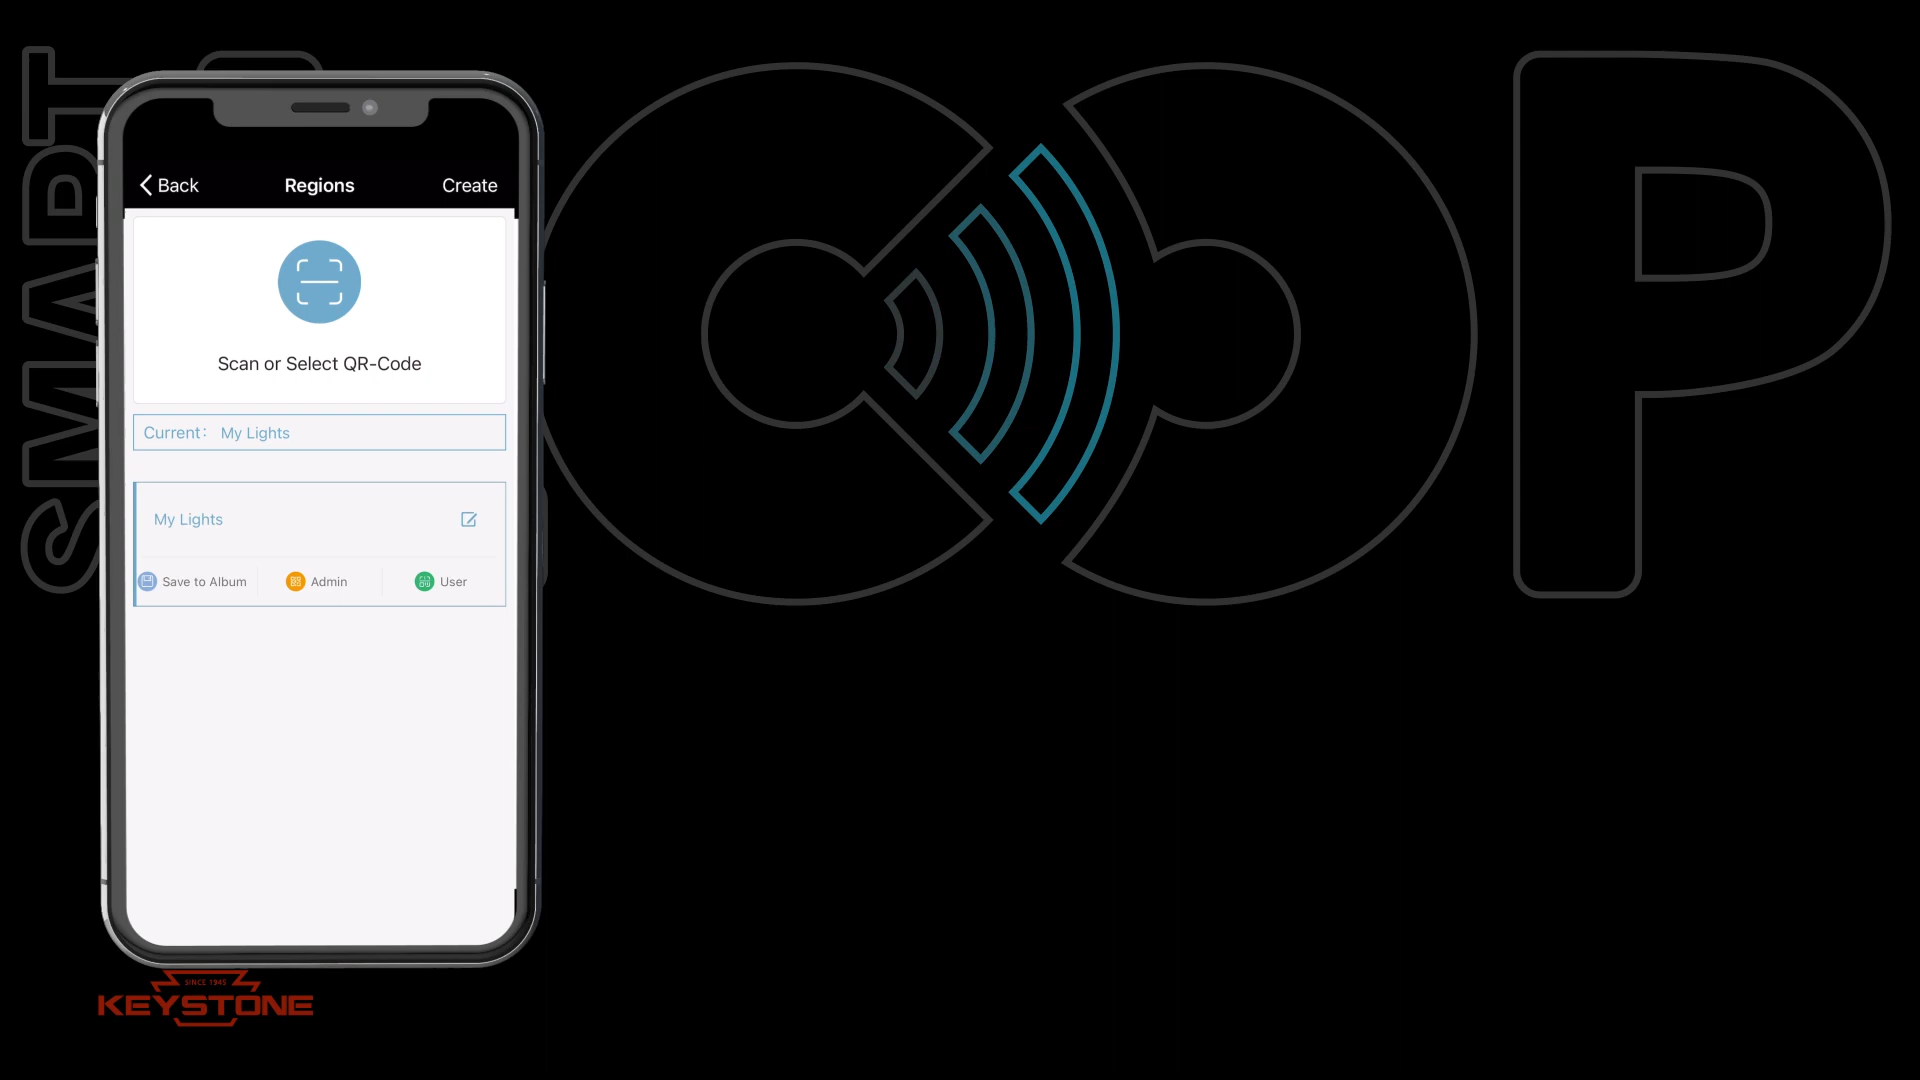 SMART
LOOP
Back
Regions
Create
Scan or Select QR-Code
Current: My Lights
My Lights
Save to Album
Admin
User
SINCE 1945
KEYSTONE